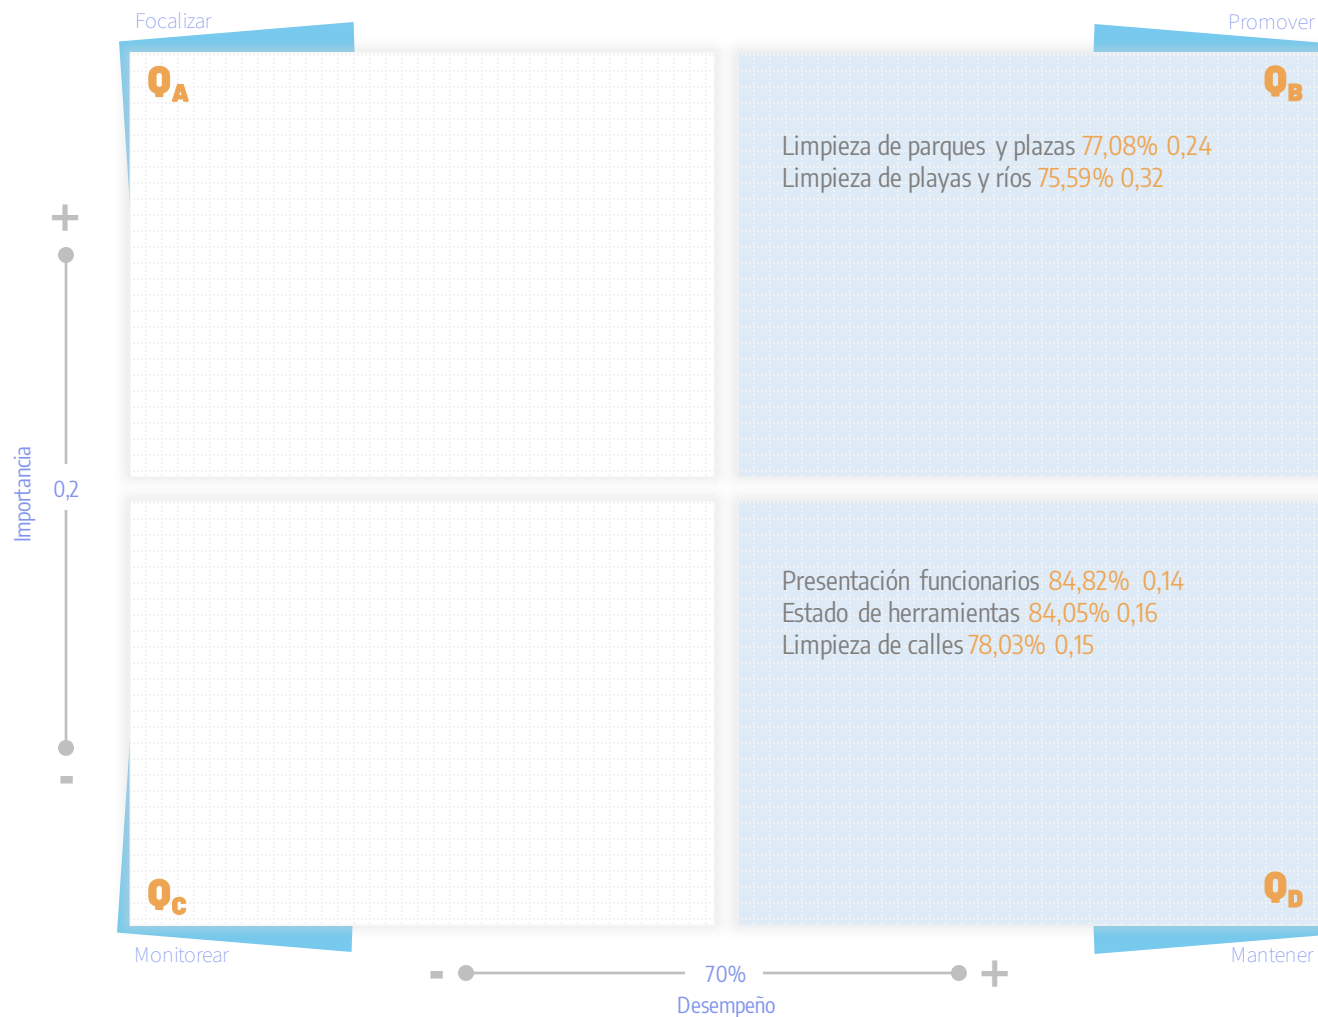 Focalizar
Promover
QA
QB
Limpieza de parques y plazas 77,08% 0,24
Limpieza de playas y ríos 75,59% 0,32
+
Importancia
0,2
Presentación funcionarios 84,82% 0,14
Estado de herramientas 84,05% 0,16
Limpieza de calles 78,03% 0,15
-
QC
QD
Monitorear
Mantener
- 70% +
Desempeño